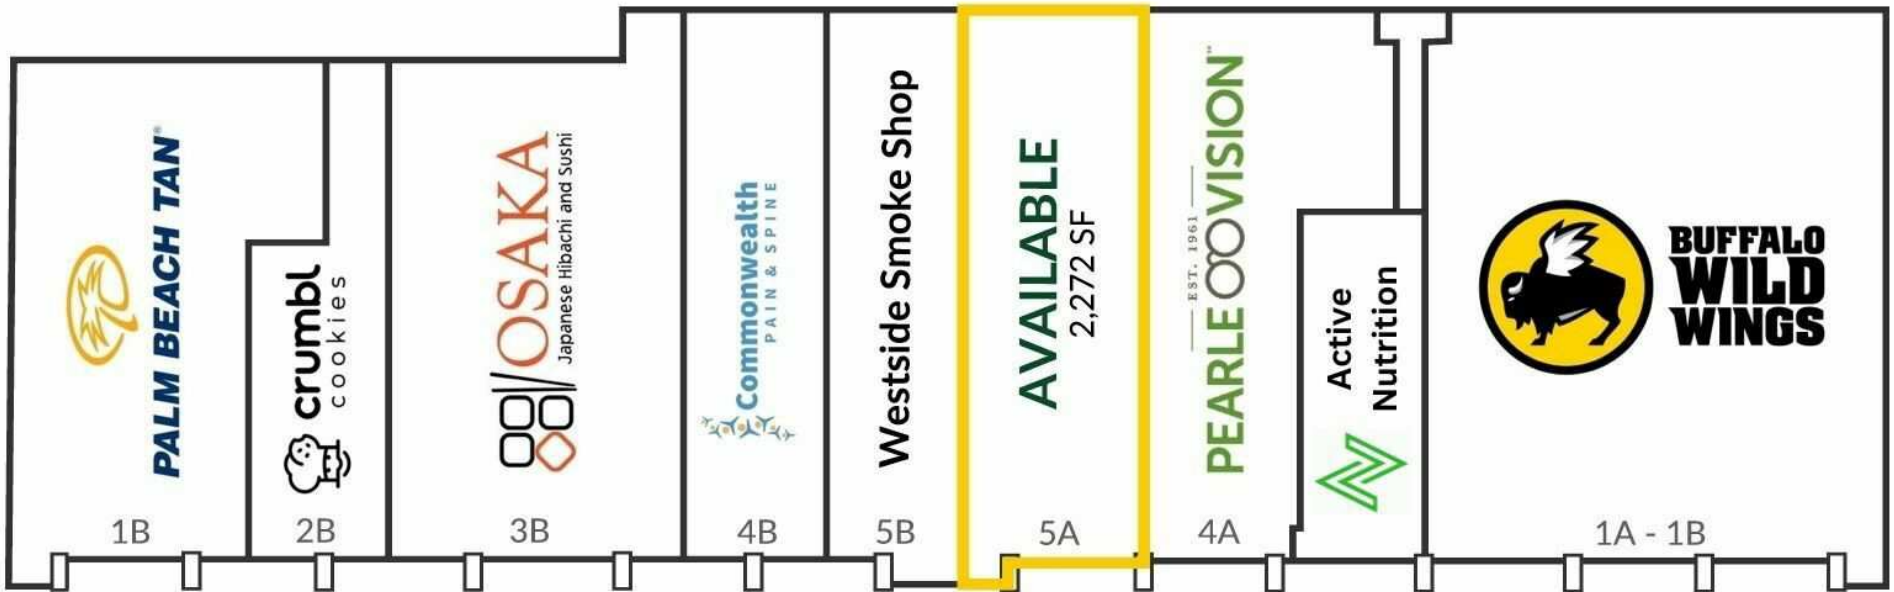 PALM BEACH TAN®
1B
crumbl
cookies
2B
OSAKA
Japanese Hibachi and Sushi
3B
Commonwealth
PAIN & SPINE
4B
Westside Smoke Shop
5B
AVAILABLE
2,272 SF
5A
EST. 1961
PEARLE VISION™
4A
Active
Nutrition
BUFFALO
WILD
WINGS
1A - 1B